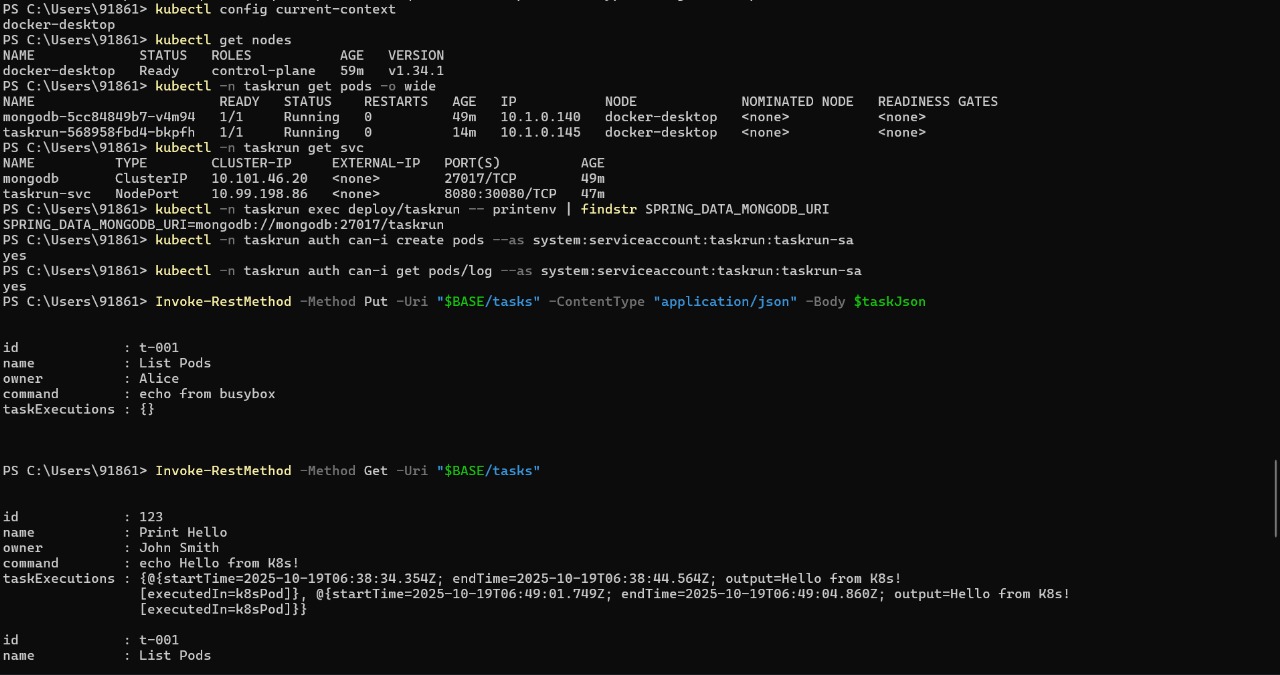 PS C:\Users\91861> kubectl config current-context
docker-desktop
PS C:\Users\91861> kubectl get nodes
NAME             STATUS   ROLES           AGE   VERSION
docker-desktop   Ready    control-plane   59m   v1.34.1
PS C:\Users\91861> kubectl -n taskrun get pods -o wide
NAME                       READY   STATUS    RESTARTS   AGE   IP           NODE             NOMINATED NODE   READINESS GATES
mongodb-5cc84849b7-v4m94   1/1     Running   0          49m   10.1.0.140   docker-desktop   <none>           <none>
taskrun-568958fbd4-bkpfh   1/1     Running   0          14m   10.1.0.145   docker-desktop   <none>           <none>
PS C:\Users\91861> kubectl -n taskrun get svc
NAME          TYPE        CLUSTER-IP     EXTERNAL-IP   PORT(S)          AGE
mongodb       ClusterIP   10.101.46.20   <none>        27017/TCP        49m
taskrun-svc   NodePort    10.99.198.86   <none>        8080:30080/TCP   47m
PS C:\Users\91861> kubectl -n taskrun exec deploy/taskrun -- printenv | findstr SPRING_DATA_MONGODB_URI
SPRING_DATA_MONGODB_URI=mongodb://mongodb:27017/taskrun
PS C:\Users\91861> kubectl -n taskrun auth can-i create pods --as system:serviceaccount:taskrun:taskrun-sa
yes
PS C:\Users\91861> kubectl -n taskrun auth can-i get pods/log --as system:serviceaccount:taskrun:taskrun-sa
yes
PS C:\Users\91861> Invoke-RestMethod -Method Put -Uri "$BASE/tasks" -ContentType "application/json" -Body $taskJson
id             : t-001
name           : List Pods
owner          : Alice
command        : echo from busybox
taskExecutions : {}
PS C:\Users\91861> Invoke-RestMethod -Method Get -Uri "$BASE/tasks"
id             : 123
name           : Print Hello
owner          : John Smith
command        : echo Hello from K8s!
taskExecutions : {@{startTime=2025-10-19T06:38:34.354Z; endTime=2025-10-19T06:38:44.564Z; output=Hello from K8s!
[executedIn=k8sPod]}, @{startTime=2025-10-19T06:49:01.749Z; endTime=2025-10-19T06:49:04.860Z; output=Hello from K8s!
[executedIn=k8sPod]}}
id             : t-001
name           : List Pods